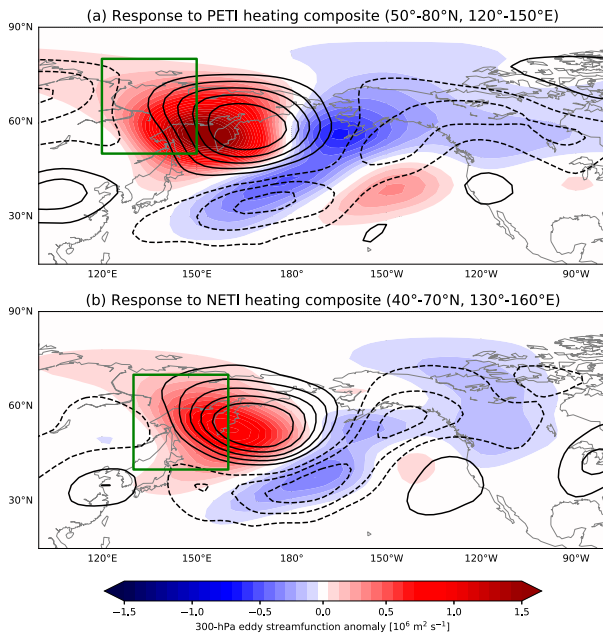 (a) Response to PETI heating composite (50°-80°N, 120°-150°E)
90°N
60°N
30°N
120°E 150°E 180° 150°W 120°W 90°W
(b) Response to NETI heating composite (40°-70°N, 130°-160°E)
90°N
60°N
30°N
120°E 150°E 180° 150°W 120°W 90°W
−1.5 −1.0 −0.5 0.0 0.5 1.0 1.5
300-hPa eddy streamfunction anomaly [10⁶ m² s⁻¹]